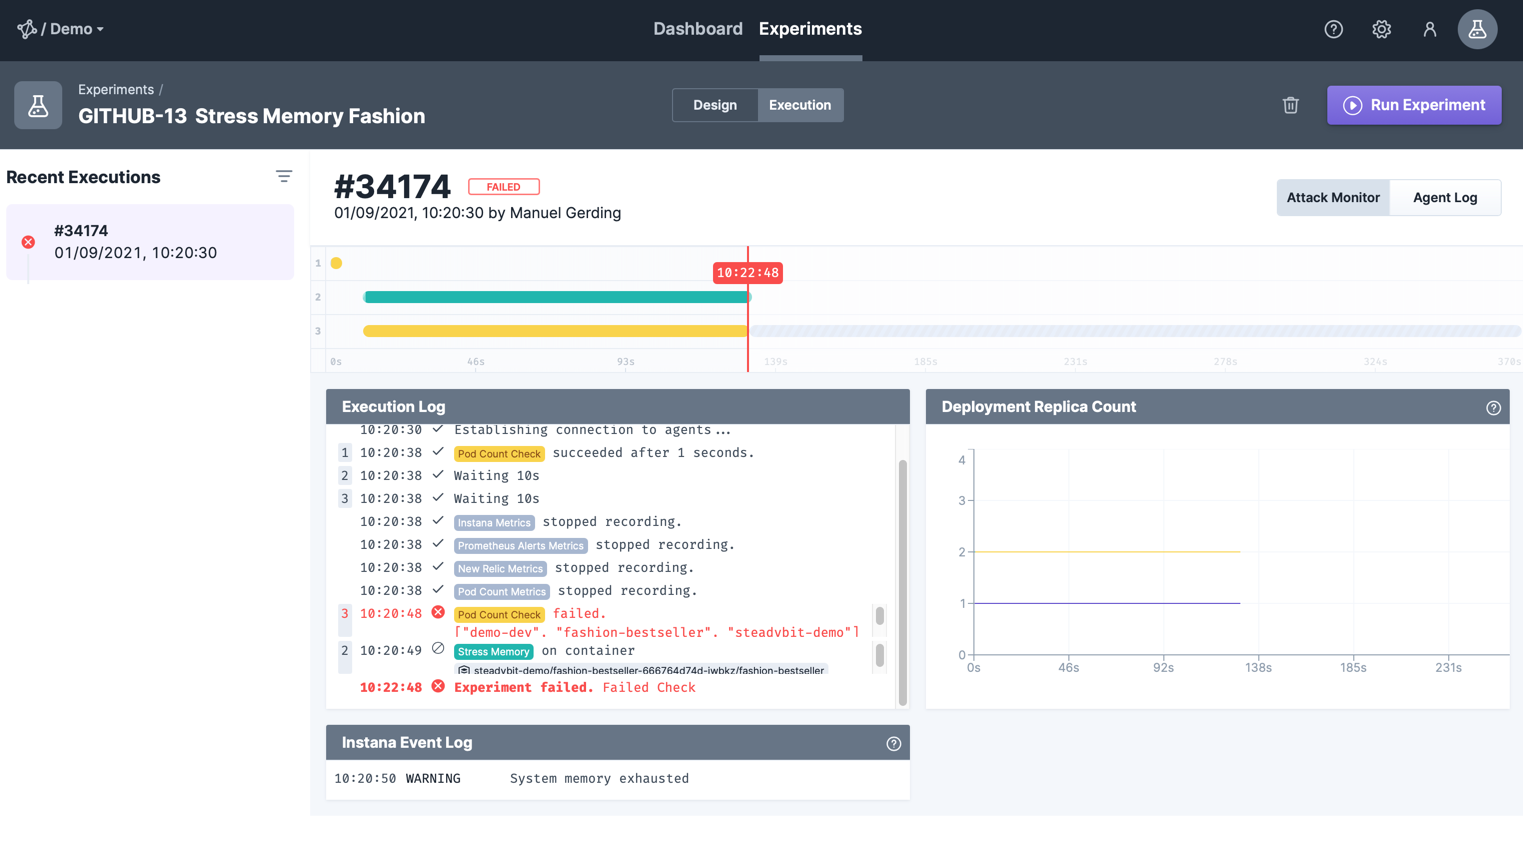 / Demo
Dashboard
Experiments
Experiments /
GITHUB-13 Stress Memory Fashion
Design
Execution
Run Experiment
Recent Executions
#34174
01/09/2021, 10:20:30
#34174
FAILED
01/09/2021, 10:20:30 by Manuel Gerding
Attack Monitor
Agent Log
1
10:22:48
2
3
0s 46s 93s 139s 185s 231s 278s 324s 370s
Execution Log
10:20:30 Establishing connection to agents...
1 10:20:38 Pod Count Check succeeded after 1 seconds.
2 10:20:38 Waiting 10s
3 10:20:38 Waiting 10s
10:20:38 Instana Metrics stopped recording.
10:20:38 Prometheus Alerts Metrics stopped recording.
10:20:38 New Relic Metrics stopped recording.
10:20:38 Pod Count Metrics stopped recording.
3 10:20:48 Pod Count Check failed.
["demo-dev", "fashion-bestseller", "steadybit-demo"]
2 10:20:49 Stress Memory on container
steadybit-demo/fashion-bestseller-666764d74d-jwbkz/fashion-bestseller
10:22:48 Experiment failed. Failed Check
Deployment Replica Count
4
3
2
1
0
0s 46s 92s 138s 185s 231s
Instana Event Log
10:20:50 WARNING System memory exhausted